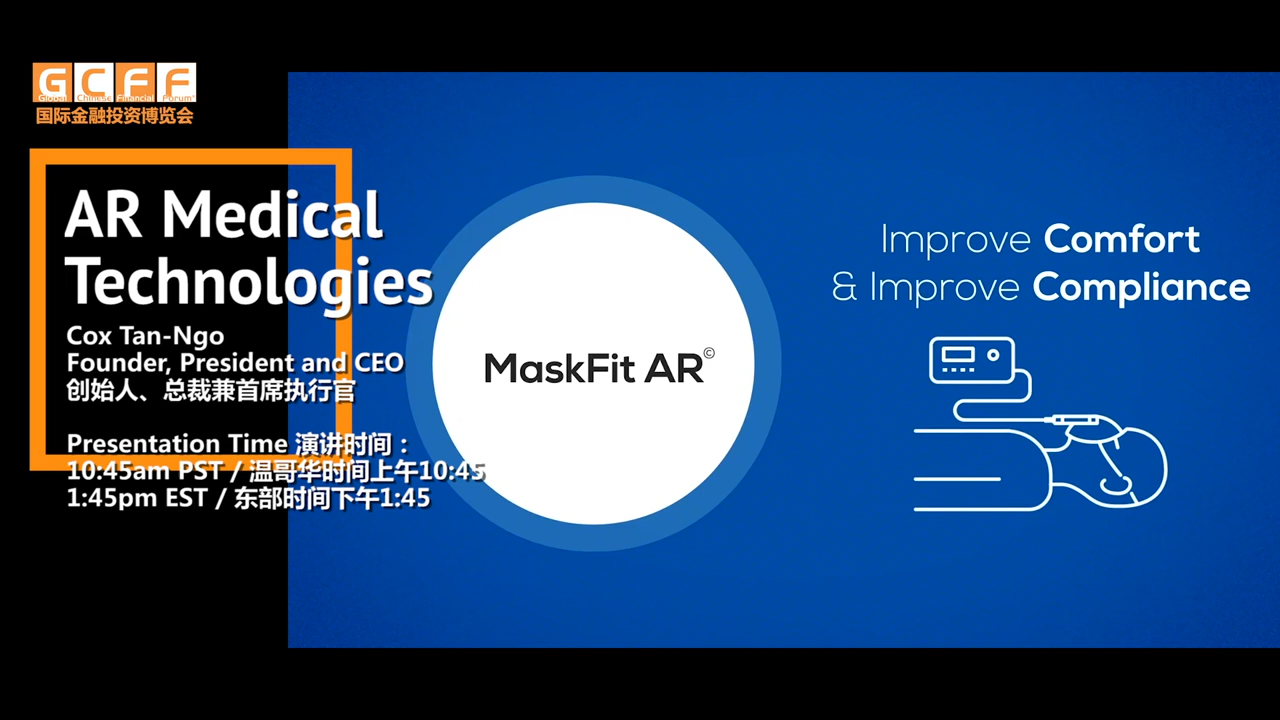 GCFF
Global Chinese Financial Forum
国际金融投资博览会
AR Medical
Technologies
Cox Tan-Ngo
Founder, President and CEO
创始人、总裁兼首席执行官
Presentation Time 演讲时间：
10:45am PST / 温哥华时间上午10:45
1:45pm EST / 东部时间下午1:45
MaskFit AR©
Improve Comfort
& Improve Compliance